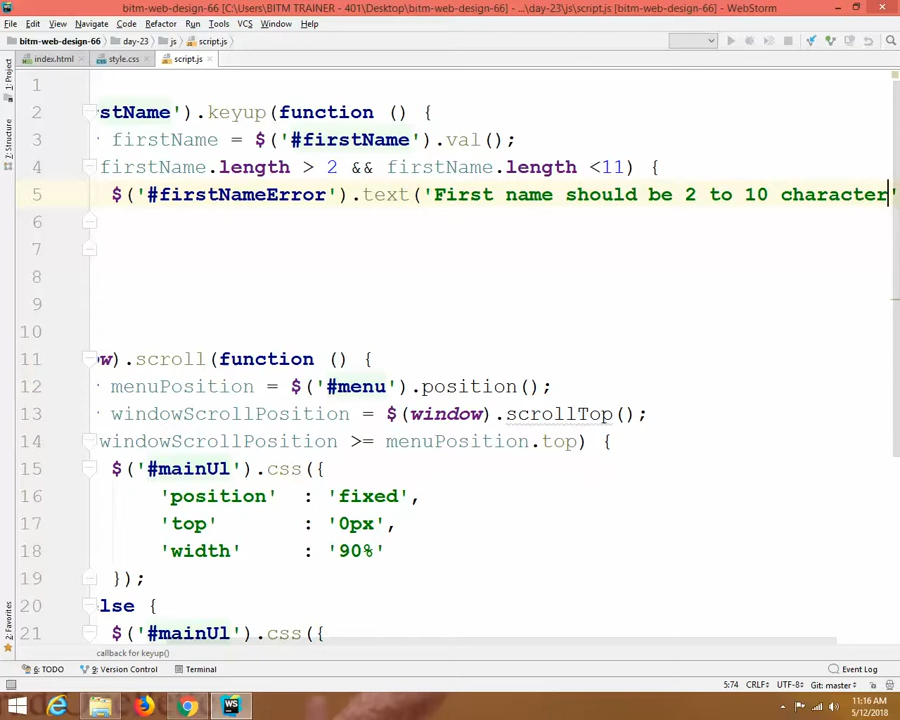 bitm-web-design-66 [C:\Users\BITM TRAINER - 401\Desktop\bitm-web-design-66] - ...\day-23\js\script.js [bitm-web-design-66] - WebStorm
File Edit View Navigate Code Refactor Run Tools VCS Window Help
bitm-web-design-66 day-23 js script.js
index.html style.css script.js
1: Project
Structure
2: Favorites
1
2 stName').keyup(function () {
3 firstName = $('#firstName').val();
4 firstName.length > 2 && firstName.length <11) {
5 $('#firstNameError').text('First name should be 2 to 10 character'
6
7
8
9
10
11 ow).scroll(function () {
12 menuPosition = $('#menu').position();
13 windowScrollPosition = $(window).scrollTop();
14 windowScrollPosition >= menuPosition.top) {
15 $('#mainUl').css({
16 'position' : 'fixed',
17 'top' : '0px',
18 'width' : '90%'
19 });
20 lse {
21 $('#mainUl').css({
callback for keyup()
6: TODO 9: Version Control Terminal Event Log
5:74 CRLF UTF-8 Git: master
11:16 AM
5/12/2018